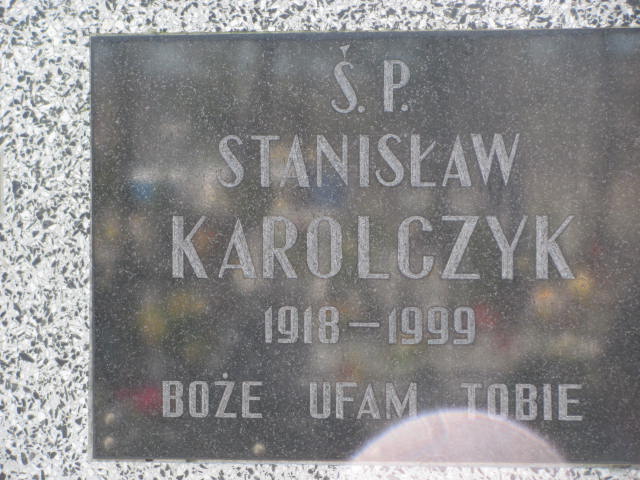 Ś.P.
STANISŁAW
KAROLCZYK
1918-1999
BOŻE UFAM TOBIE